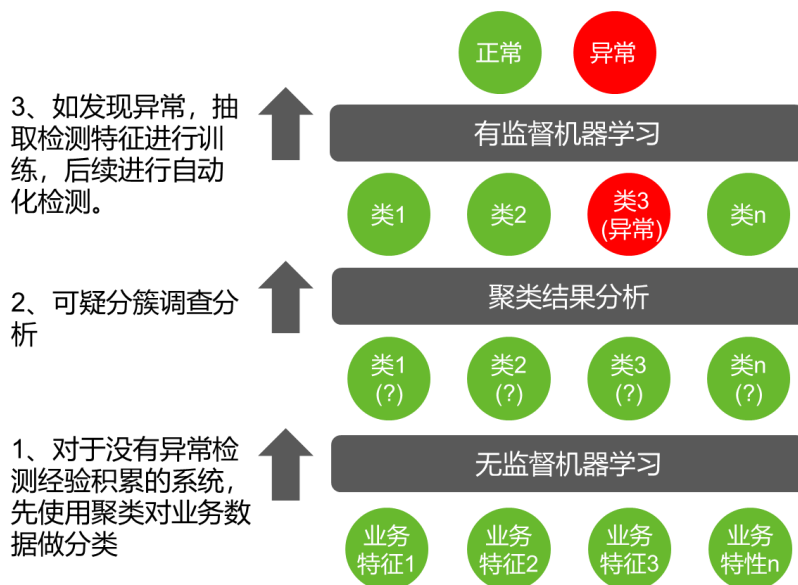 正常
异常
3、如发现异常，抽
取检测特征进行训
练，后续进行自动
化检测。
有监督机器学习
类1
类2
类3
(异常)
类n
2、可疑分簇调查分
析
聚类结果分析
类1
(?)
类2
(?)
类3
(?)
类n
(?)
1、对于没有异常检
测经验积累的系统，
先使用聚类对业务数
据做分类
无监督机器学习
业务
特征1
业务
特征2
业务
特征3
业务
特性n